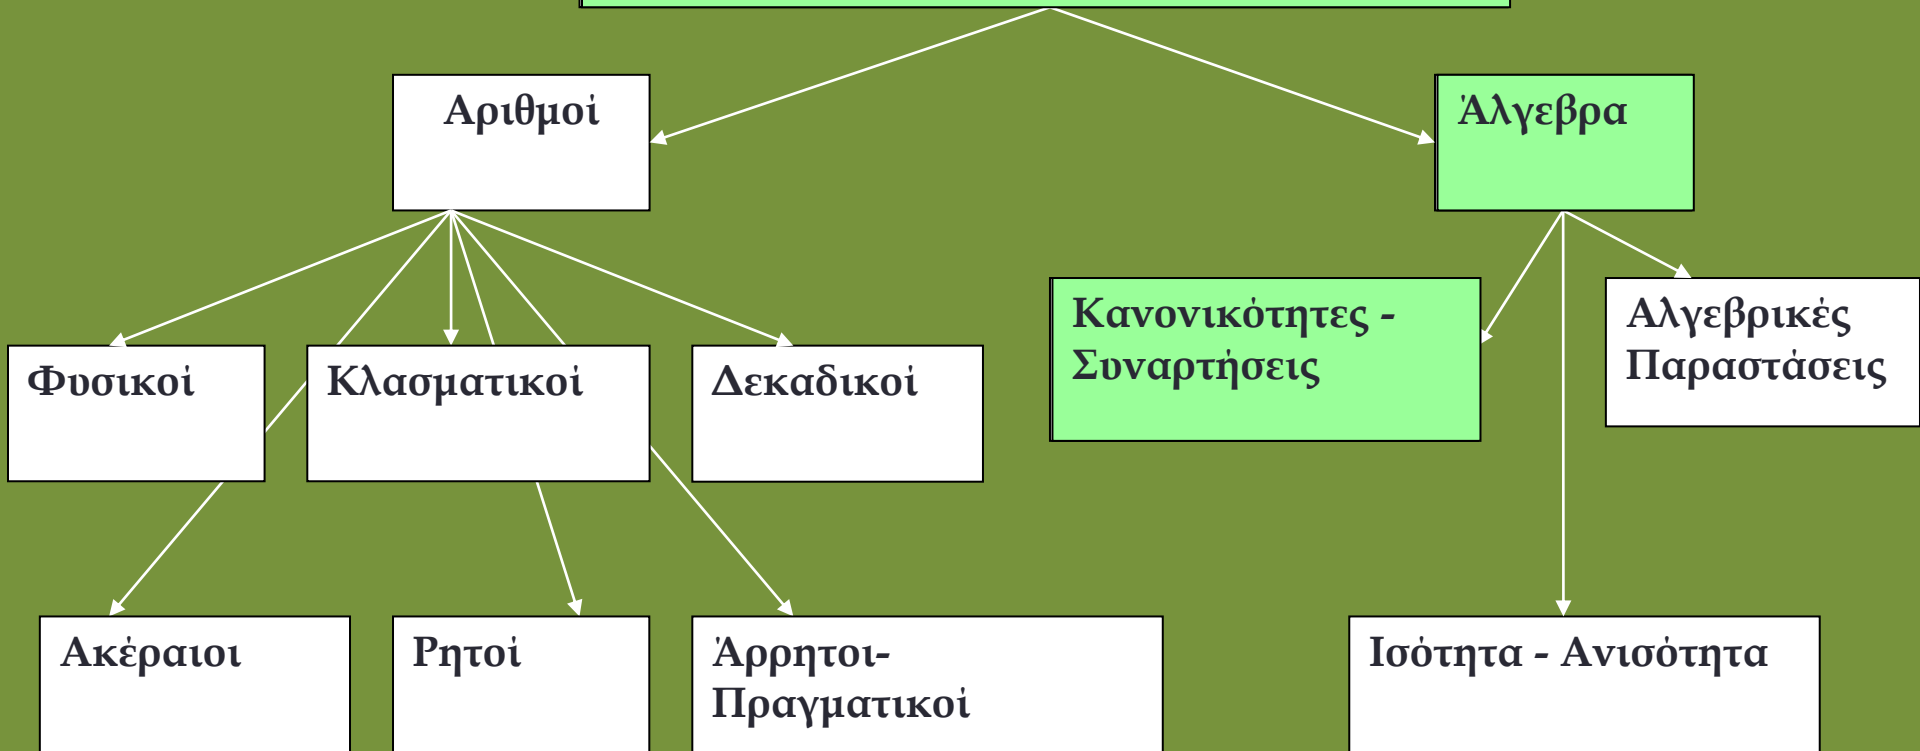 Αριθμοί
Άλγεβρα
Κανονικότητες -
Συναρτήσεις
Αλγεβρικές
Παραστάσεις
Φυσικοί
Κλασματικοί
Δεκαδικοί
Ακέραιοι
Ρητοί
Άρρητοι-
Πραγματικοί
Ισότητα - Ανισότητα